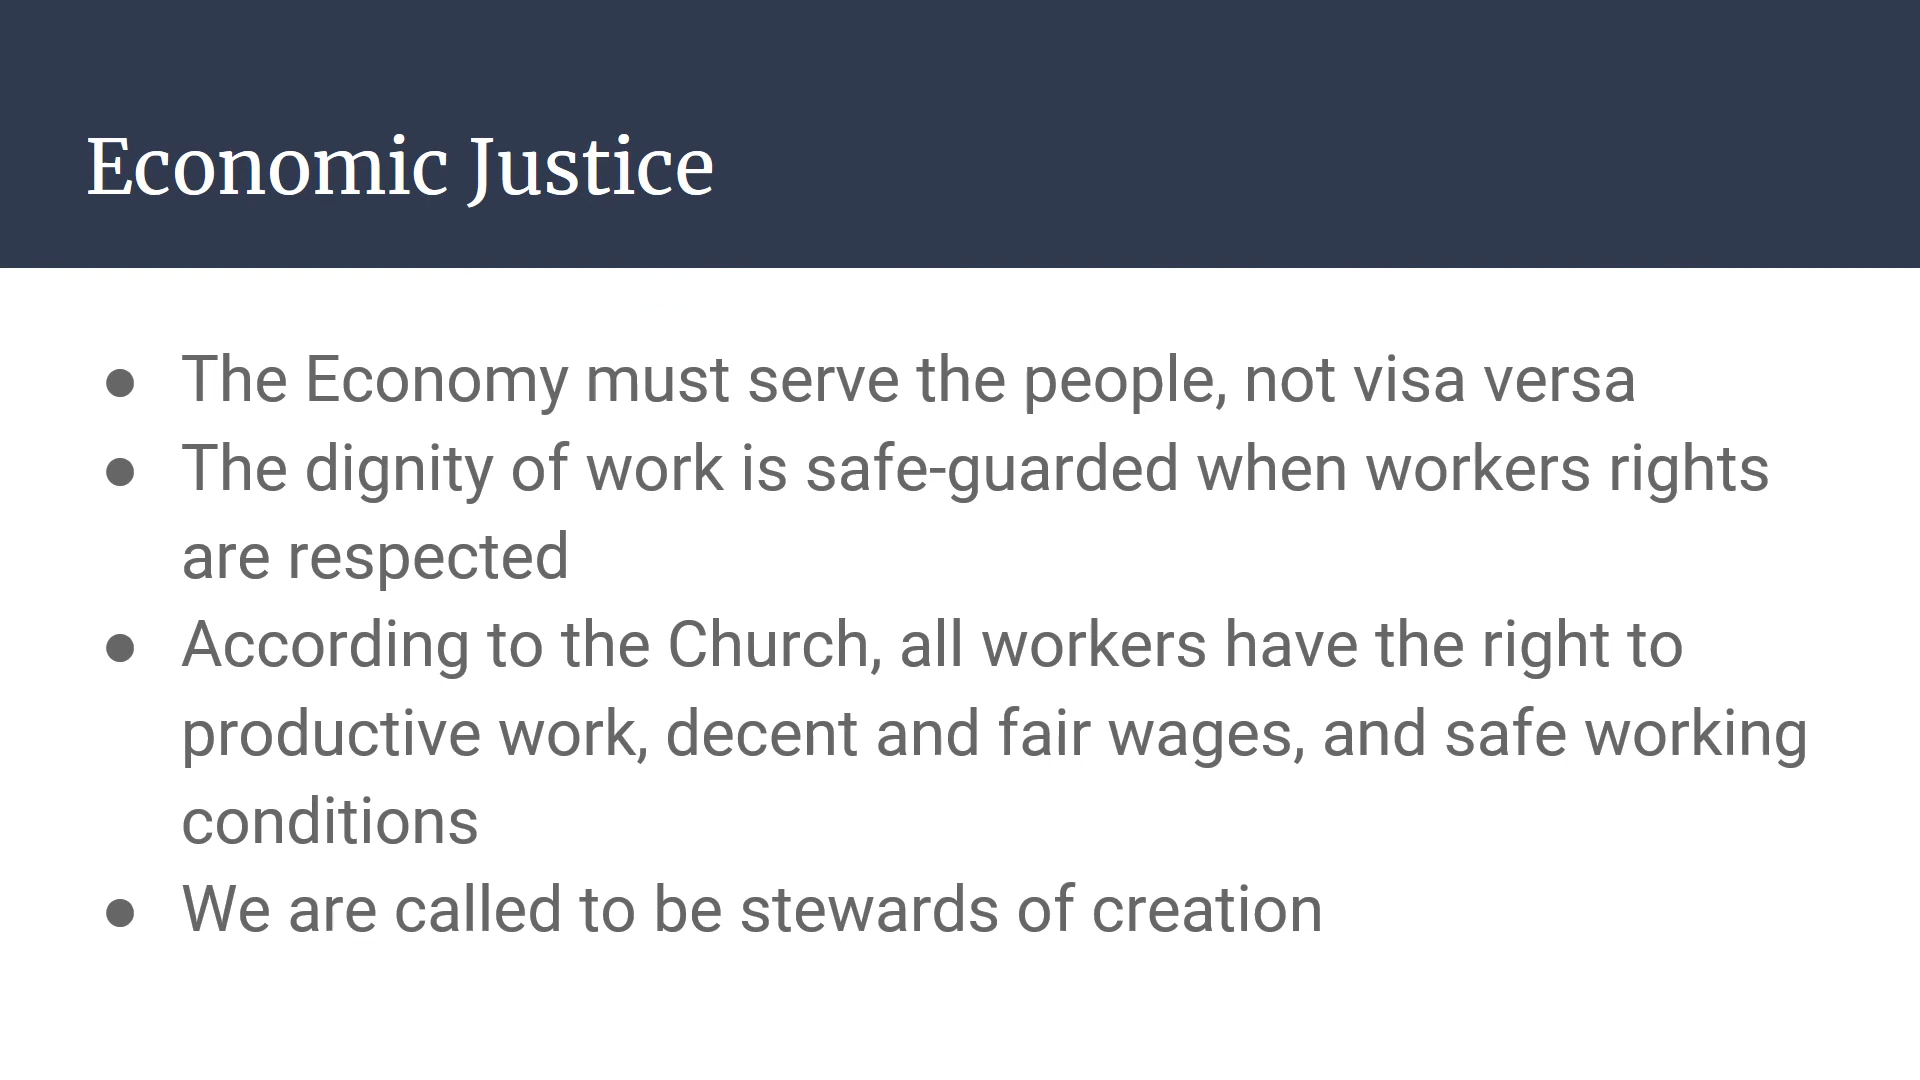 Economic Justice
● The Economy must serve the people, not visa versa
● The dignity of work is safe-guarded when workers rights
are respected
● According to the Church, all workers have the right to
productive work, decent and fair wages, and safe working
conditions
● We are called to be stewards of creation